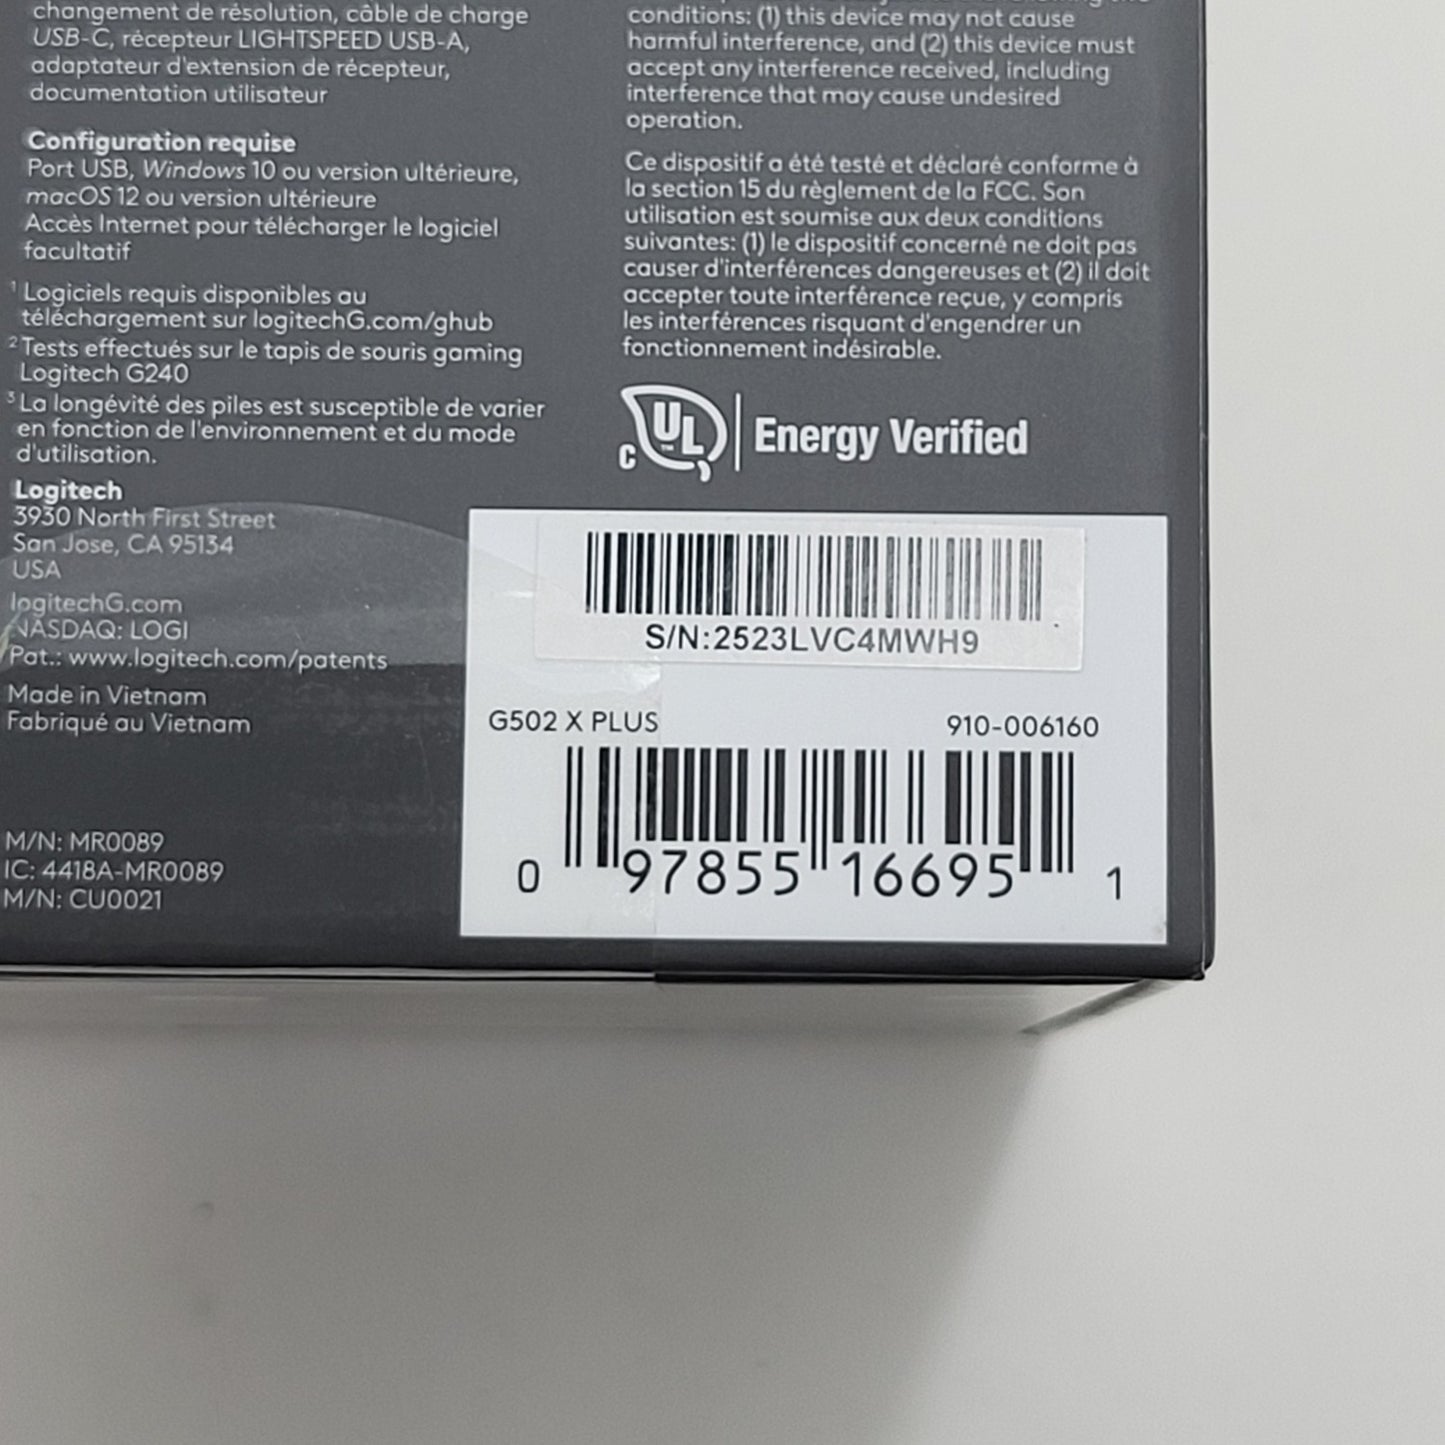 changement de résolution, câble de charge
USB-C, récepteur LIGHTSPEED USB-A,
adaptateur d'extension de récepteur,
documentation utilisateur
Configuration requise
Port USB, Windows 10 ou version ultérieure,
macOS 12 ou version ultérieure
Accès Internet pour télécharger le logiciel
facultatif
1 Logiciels requis disponibles au
téléchargement sur logitechG.com/ghub
2 Tests effectués sur le tapis de souris gaming
Logitech G240
3 La longévité des piles est susceptible de varier
en fonction de l'environnement et du mode
d'utilisation.
Logitech
3930 North First Street
San Jose, CA 95134
USA
logitechG.com
NASDAQ: LOGI
Pat.: www.logitech.com/patents
Made in Vietnam
Fabriqué au Vietnam
M/N: MR0089
IC: 4418A-MR0089
M/N: CU0021
conditions: (1) this device may not cause
harmful interference, and (2) this device must
accept any interference received, including
interference that may cause undesired
operation.
Ce dispositif a été testé et déclaré conforme à
la section 15 du règlement de la FCC. Son
utilisation est soumise aux deux conditions
suivantes: (1) le dispositif concerné ne doit pas
causer d'interférences dangereuses et (2) il doit
accepter toute interférence reçue, y compris
les interférences risquant d'engendrer un
fonctionnement indésirable.
C UL ™ Energy Verified
S/N:2523LVC4MWH9
G502 X PLUS 910-006160
0 97855 16695 1